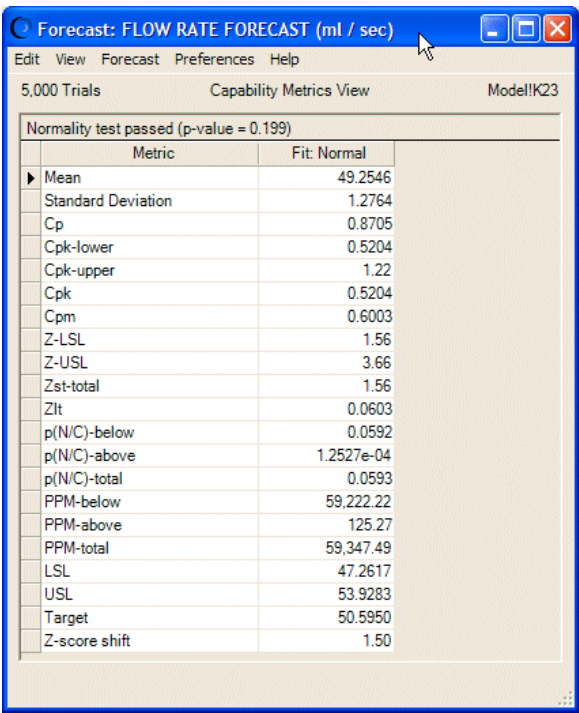 Forecast: FLOW RATE FORECAST (ml / sec)
Edit View Forecast Preferences Help
5,000 Trials Capability Metrics View Model!K23
Normality test passed (p-value = 0.199)
Metric Fit: Normal
Mean 49.2546
Standard Deviation 1.2764
Cp 0.8705
Cpk-lower 0.5204
Cpk-upper 1.22
Cpk 0.5204
Cpm 0.6003
Z-LSL 1.56
Z-USL 3.66
Zst-total 1.56
Zlt 0.0603
p(N/C)-below 0.0592
p(N/C)-above 1.2527e-04
p(N/C)-total 0.0593
PPM-below 59,222.22
PPM-above 125.27
PPM-total 59,347.49
LSL 47.2617
USL 53.9283
Target 50.5950
Z-score shift 1.50